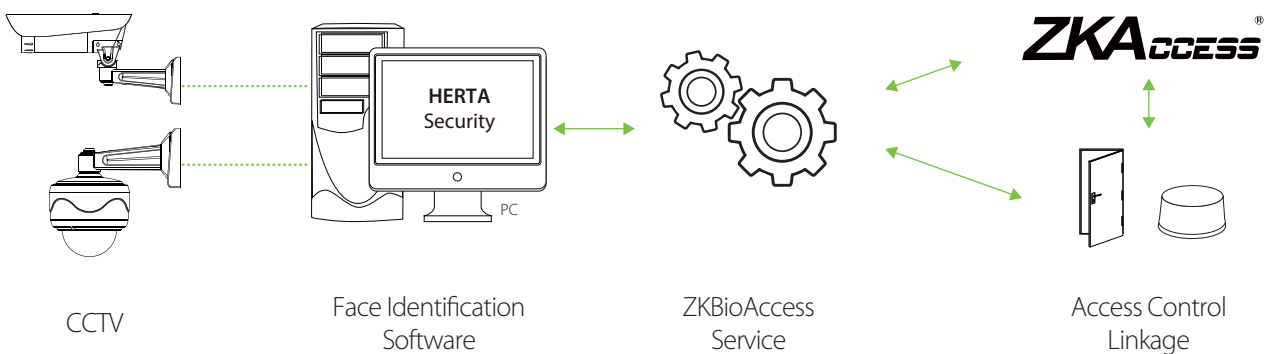 ZKAccess®
HERTA
Security
PC
CCTV
Face Identification
Software
ZKBioAccess
Service
Access Control
Linkage